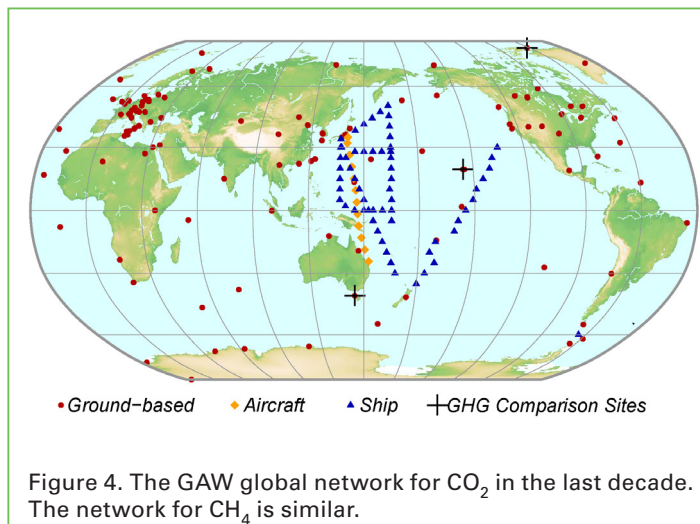 Ground-based Aircraft Ship GHG Comparison Sites
Figure 4. The GAW global network for CO₂ in the last decade.
The network for CH₄ is similar.